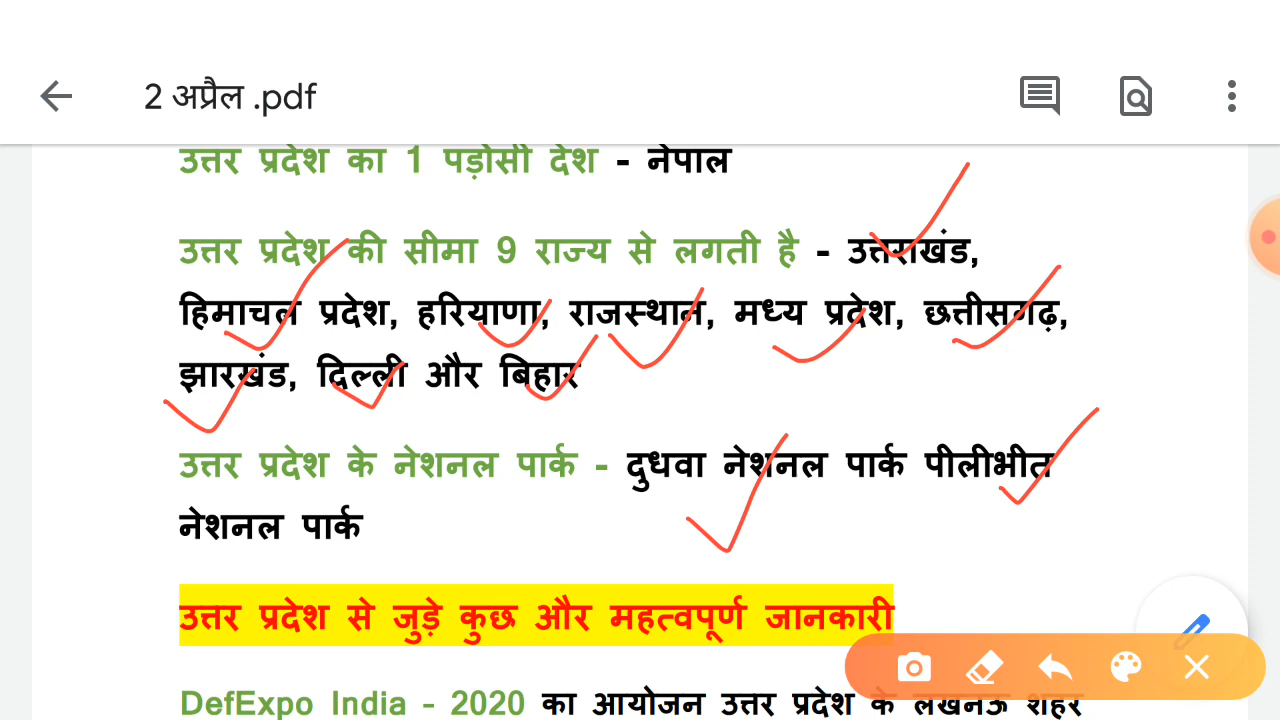 2 अप्रैल .pdf
उत्तर प्रदेश का 1 पड़ोसी देश - नेपाल
उत्तर प्रदेश की सीमा 9 राज्य से लगती है - उत्तराखंड,
हिमाचल प्रदेश, हरियाणा, राजस्थान, मध्य प्रदेश, छत्तीसगढ़,
झारखंड, दिल्ली और बिहार
उत्तर प्रदेश के नेशनल पार्क - दुधवा नेशनल पार्क पीलीभीत
नेशनल पार्क
उत्तर प्रदेश से जुड़े कुछ और महत्वपूर्ण जानकारी
DefExpo India - 2020 का आयोजन उत्तर प्रदेश के लखनऊ शहर